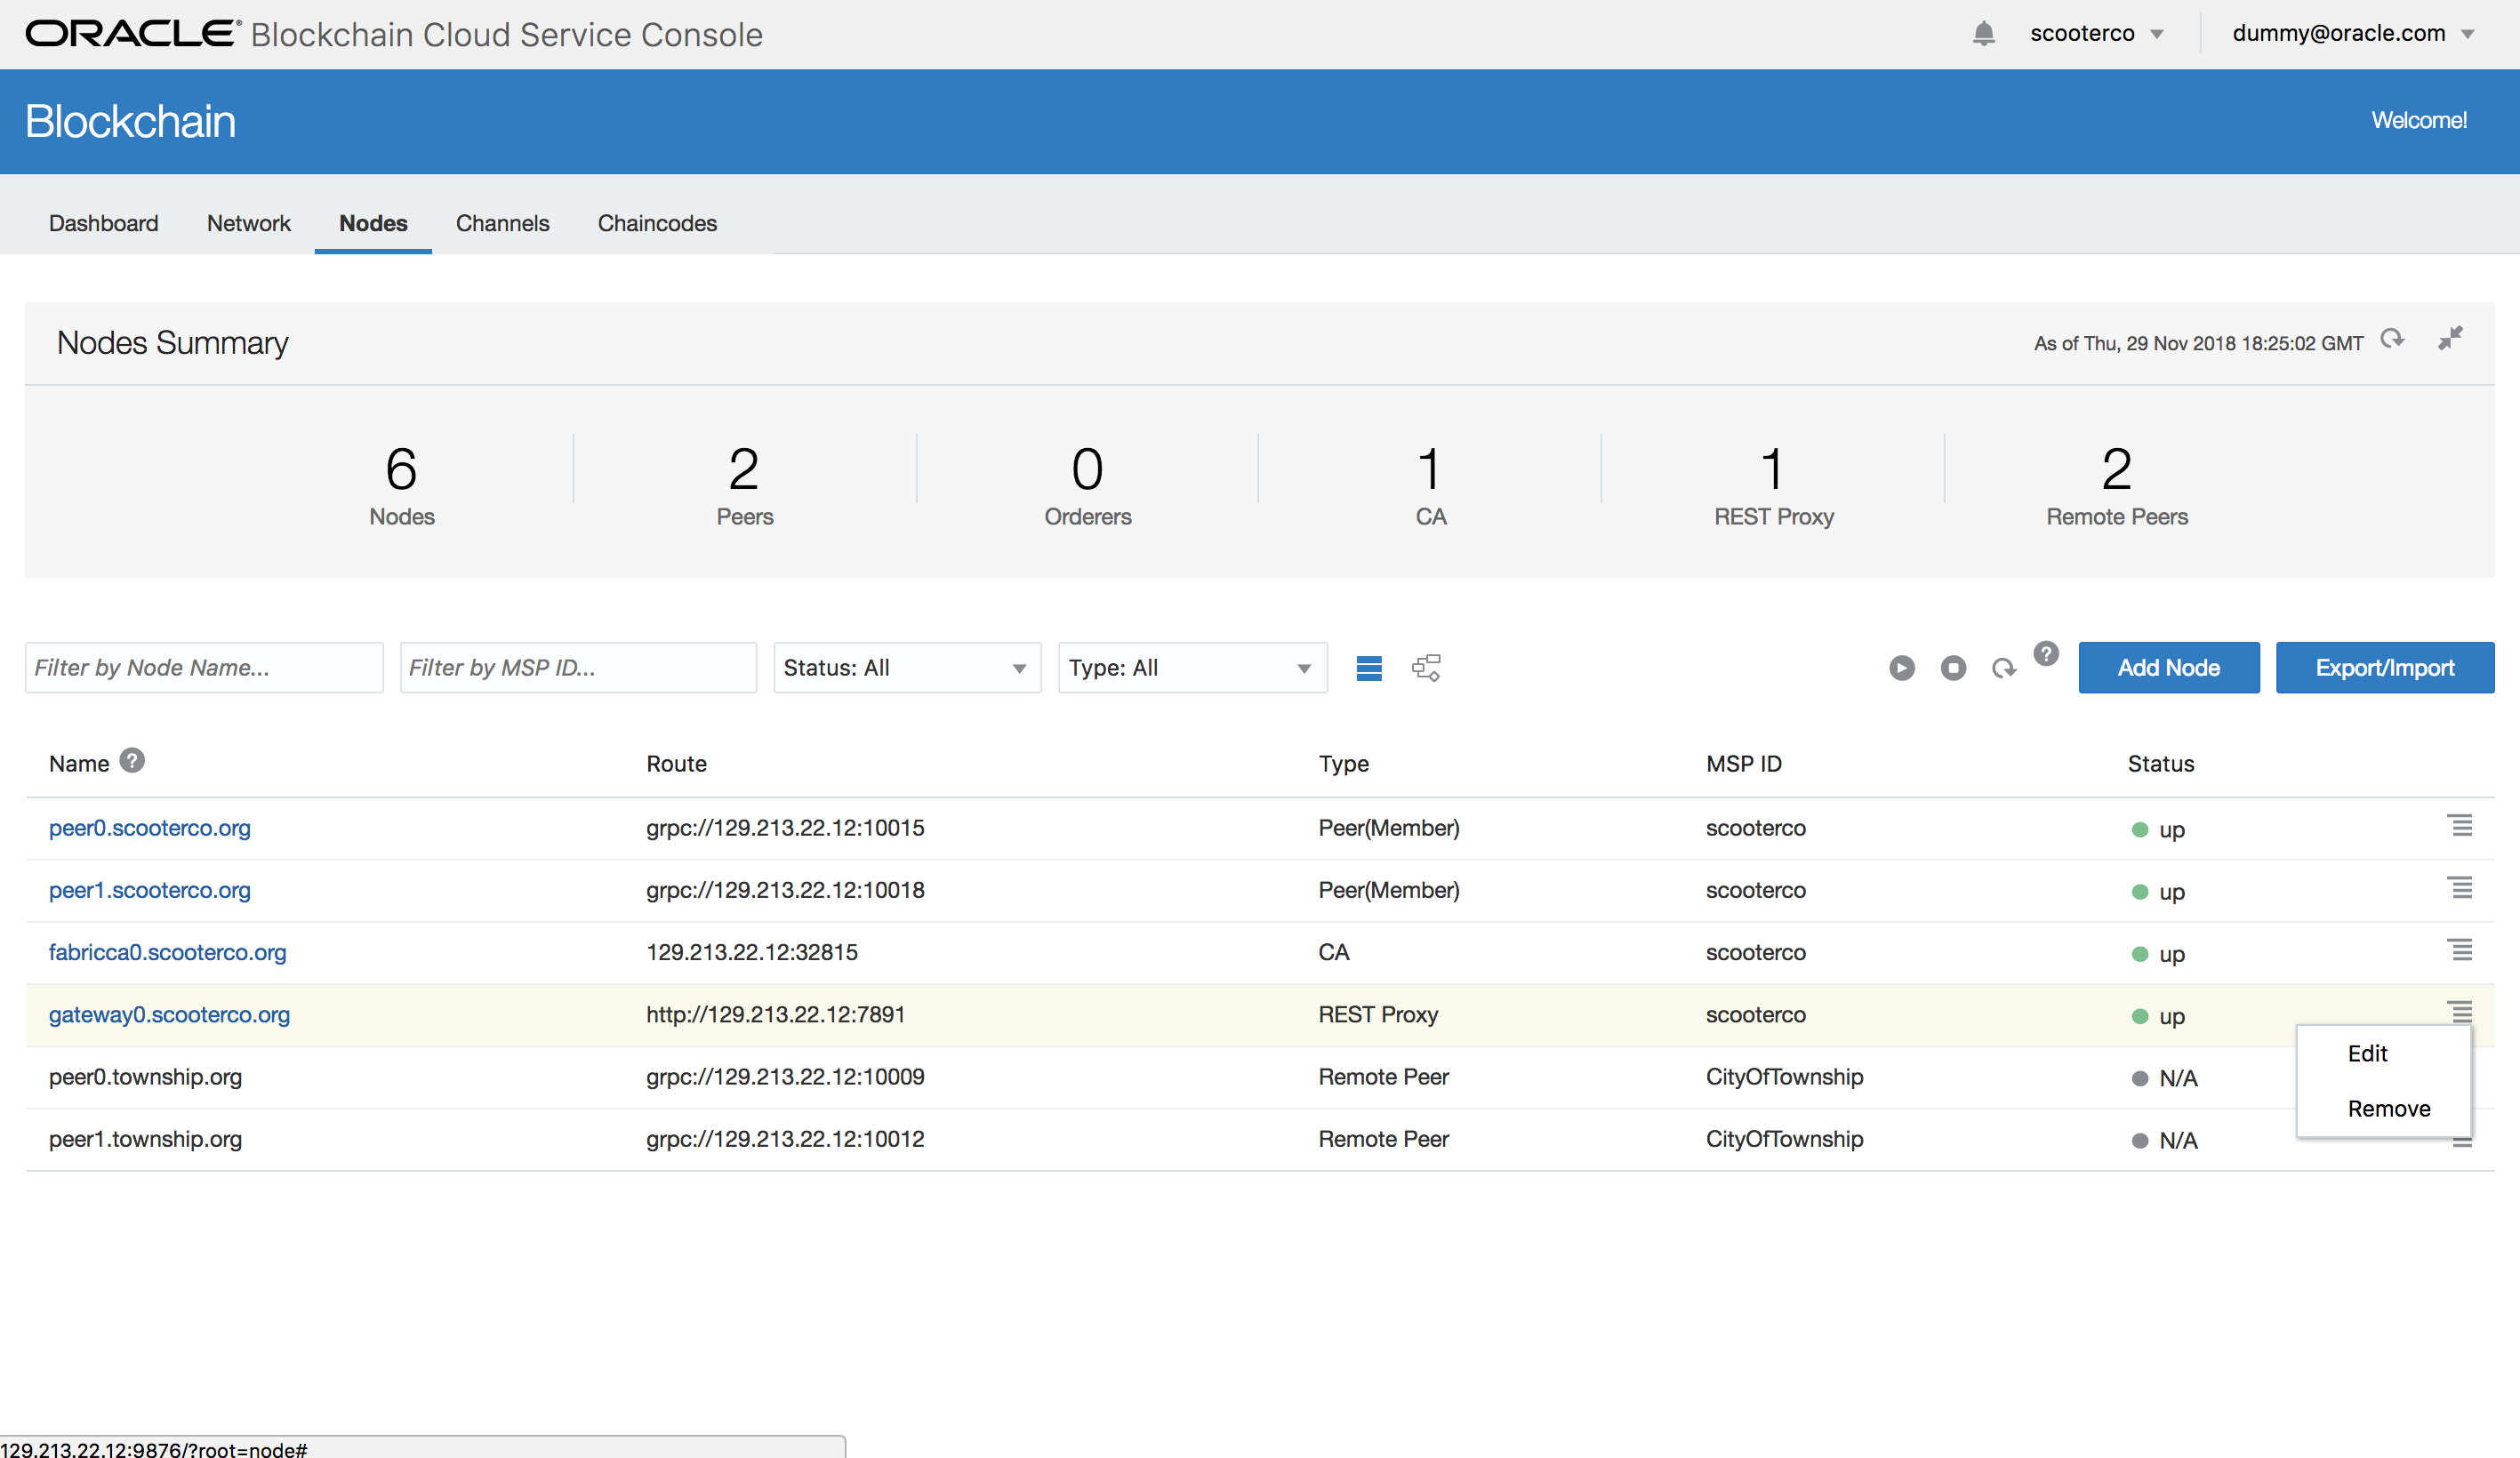 ORACLE® Blockchain Cloud Service Console
scooterco
dummy@oracle.com
Blockchain
Welcome!
Dashboard Network Nodes Channels Chaincodes
Nodes Summary
As of Thu, 29 Nov 2018 18:25:02 GMT
6 2 0 1 1 2
Nodes Peers Orderers CA REST Proxy Remote Peers
Filter by Node Name... Filter by MSP ID... Status: All Type: All ? Add Node Export/Import
Name ? Route Type MSP ID Status
peer0.scooterco.org grpc://129.213.22.12:10015 Peer(Member) scooterco up
peer1.scooterco.org grpc://129.213.22.12:10018 Peer(Member) scooterco up
fabricca0.scooterco.org 129.213.22.12:32815 CA scooterco up
gateway0.scooterco.org http://129.213.22.12:7891 REST Proxy scooterco up
Edit
peer0.township.org grpc://129.213.22.12:10009 Remote Peer CityOfTownship N/A
Remove
peer1.township.org grpc://129.213.22.12:10012 Remote Peer CityOfTownship N/A
129.213.22.12:9876/?root=node#